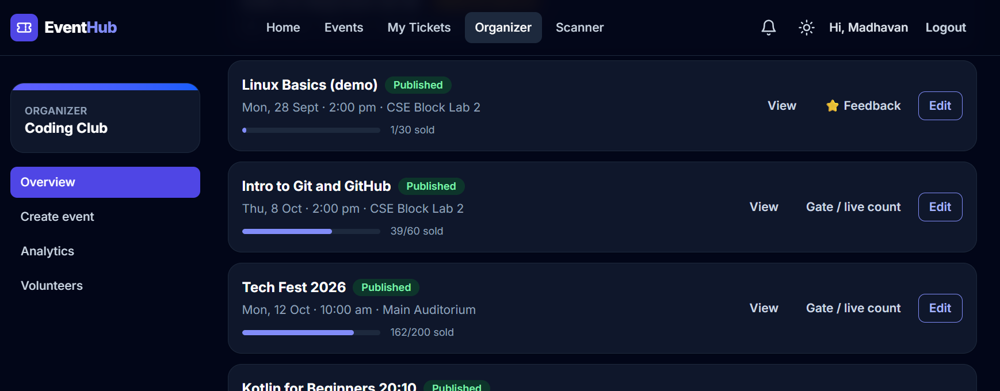 EventHub
Home Events My Tickets Organizer Scanner Hi, Madhavan Logout
ORGANIZER
Coding Club
Overview
Create event
Analytics
Volunteers
Linux Basics (demo) Published
Mon, 28 Sept · 2:00 pm · CSE Block Lab 2
1/30 sold
View ⭐ Feedback Edit
Intro to Git and GitHub Published
Thu, 8 Oct · 2:00 pm · CSE Block Lab 2
39/60 sold
View Gate / live count Edit
Tech Fest 2026 Published
Mon, 12 Oct · 10:00 am · Main Auditorium
162/200 sold
View Gate / live count Edit
Kotlin for Beginners 20:10 Published